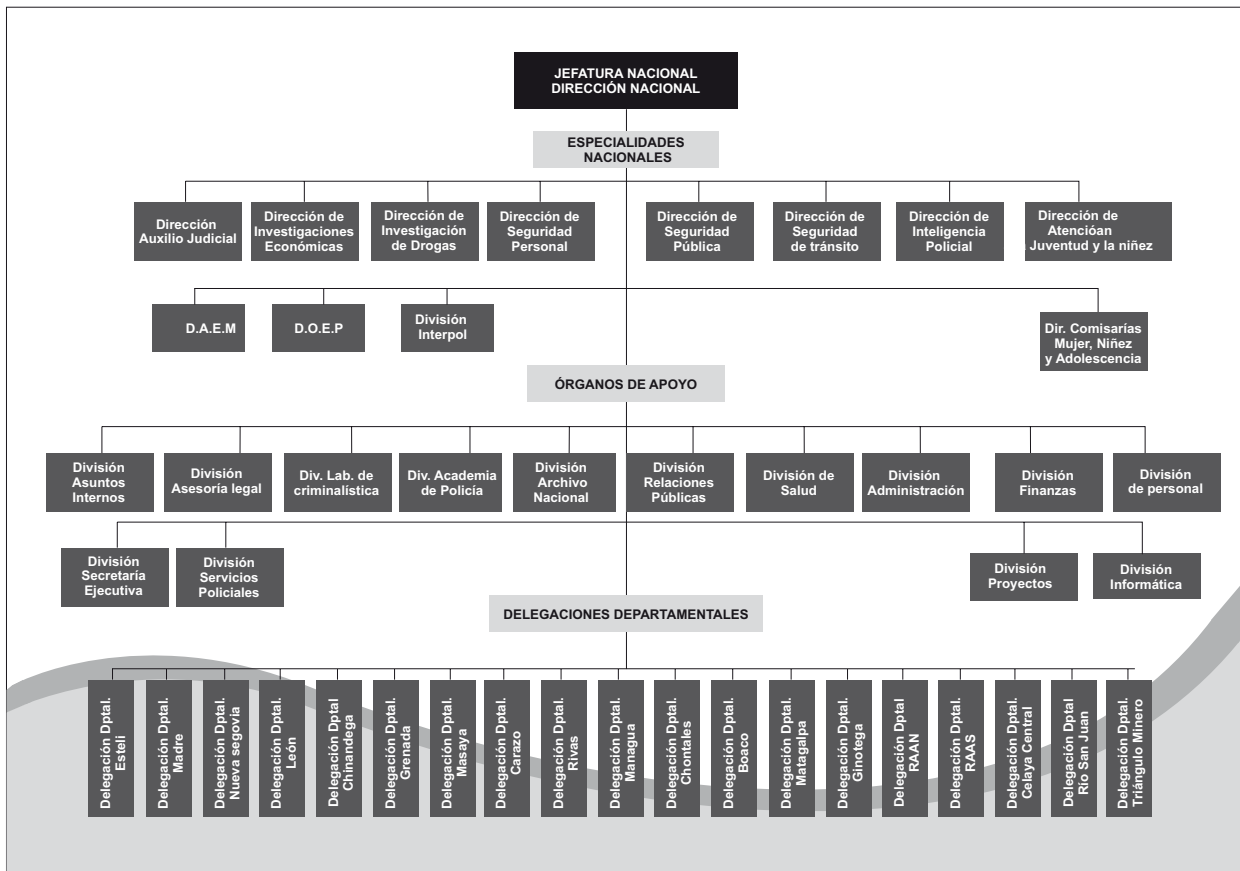 JEFATURA NACIONAL
DIRECCIÓN NACIONAL
ESPECIALIDADES
NACIONALES
Dirección
Auxilio Judicial
Dirección de
Investigaciones
Económicas
Dirección de
Investigación
de Drogas
Dirección de
Seguridad
Personal
Dirección de
Seguridad
Pública
Dirección de
Seguridad
de tránsito
Dirección de
Inteligencia
Policial
Dirección de
Atencióan
Juventud y la niñez
D.A.E.M
D.O.E.P
División
Interpol
Dir. Comisarías
Mujer, Niñez
y Adolescencia
ÓRGANOS DE APOYO
División
Asuntos
Internos
División
Asesoría legal
Div. Lab. de
criminalística
Div. Academia
de Policía
División
Archivo
Nacional
División
Relaciones
Públicas
División de
Salud
División
Administración
División
Finanzas
División
de personal
División
Secretaría
Ejecutiva
División
Servicios
Policiales
División
Proyectos
División
Informática
DELEGACIONES DEPARTAMENTALES
Delegación Dptal.
Esteli
Delegación Dptal.
Madre
Delegación Dptal.
Nueva segovia
Delegación Dptal.
León
Delegación Dptal
Chinandega
Delegación Dptal.
Grenada
Delegación Dptal.
Masaya
Delegación Dptal.
Carazo
Delegación Dptal.
Rivas
Delegación Dptal.
Managua
Delegación Dptal.
Chontales
Delegación Dptal.
Boaco
Delegación Dptal.
Matagalpa
Delegación Dptal.
Ginotega
Delegación Dptal
RAAN
Delegación Dptal.
RAAS
Delegación Dptal.
Celaya Central
Delegación Dptal
Río San Juan
Delegación Dptal.
Triángulo Minero